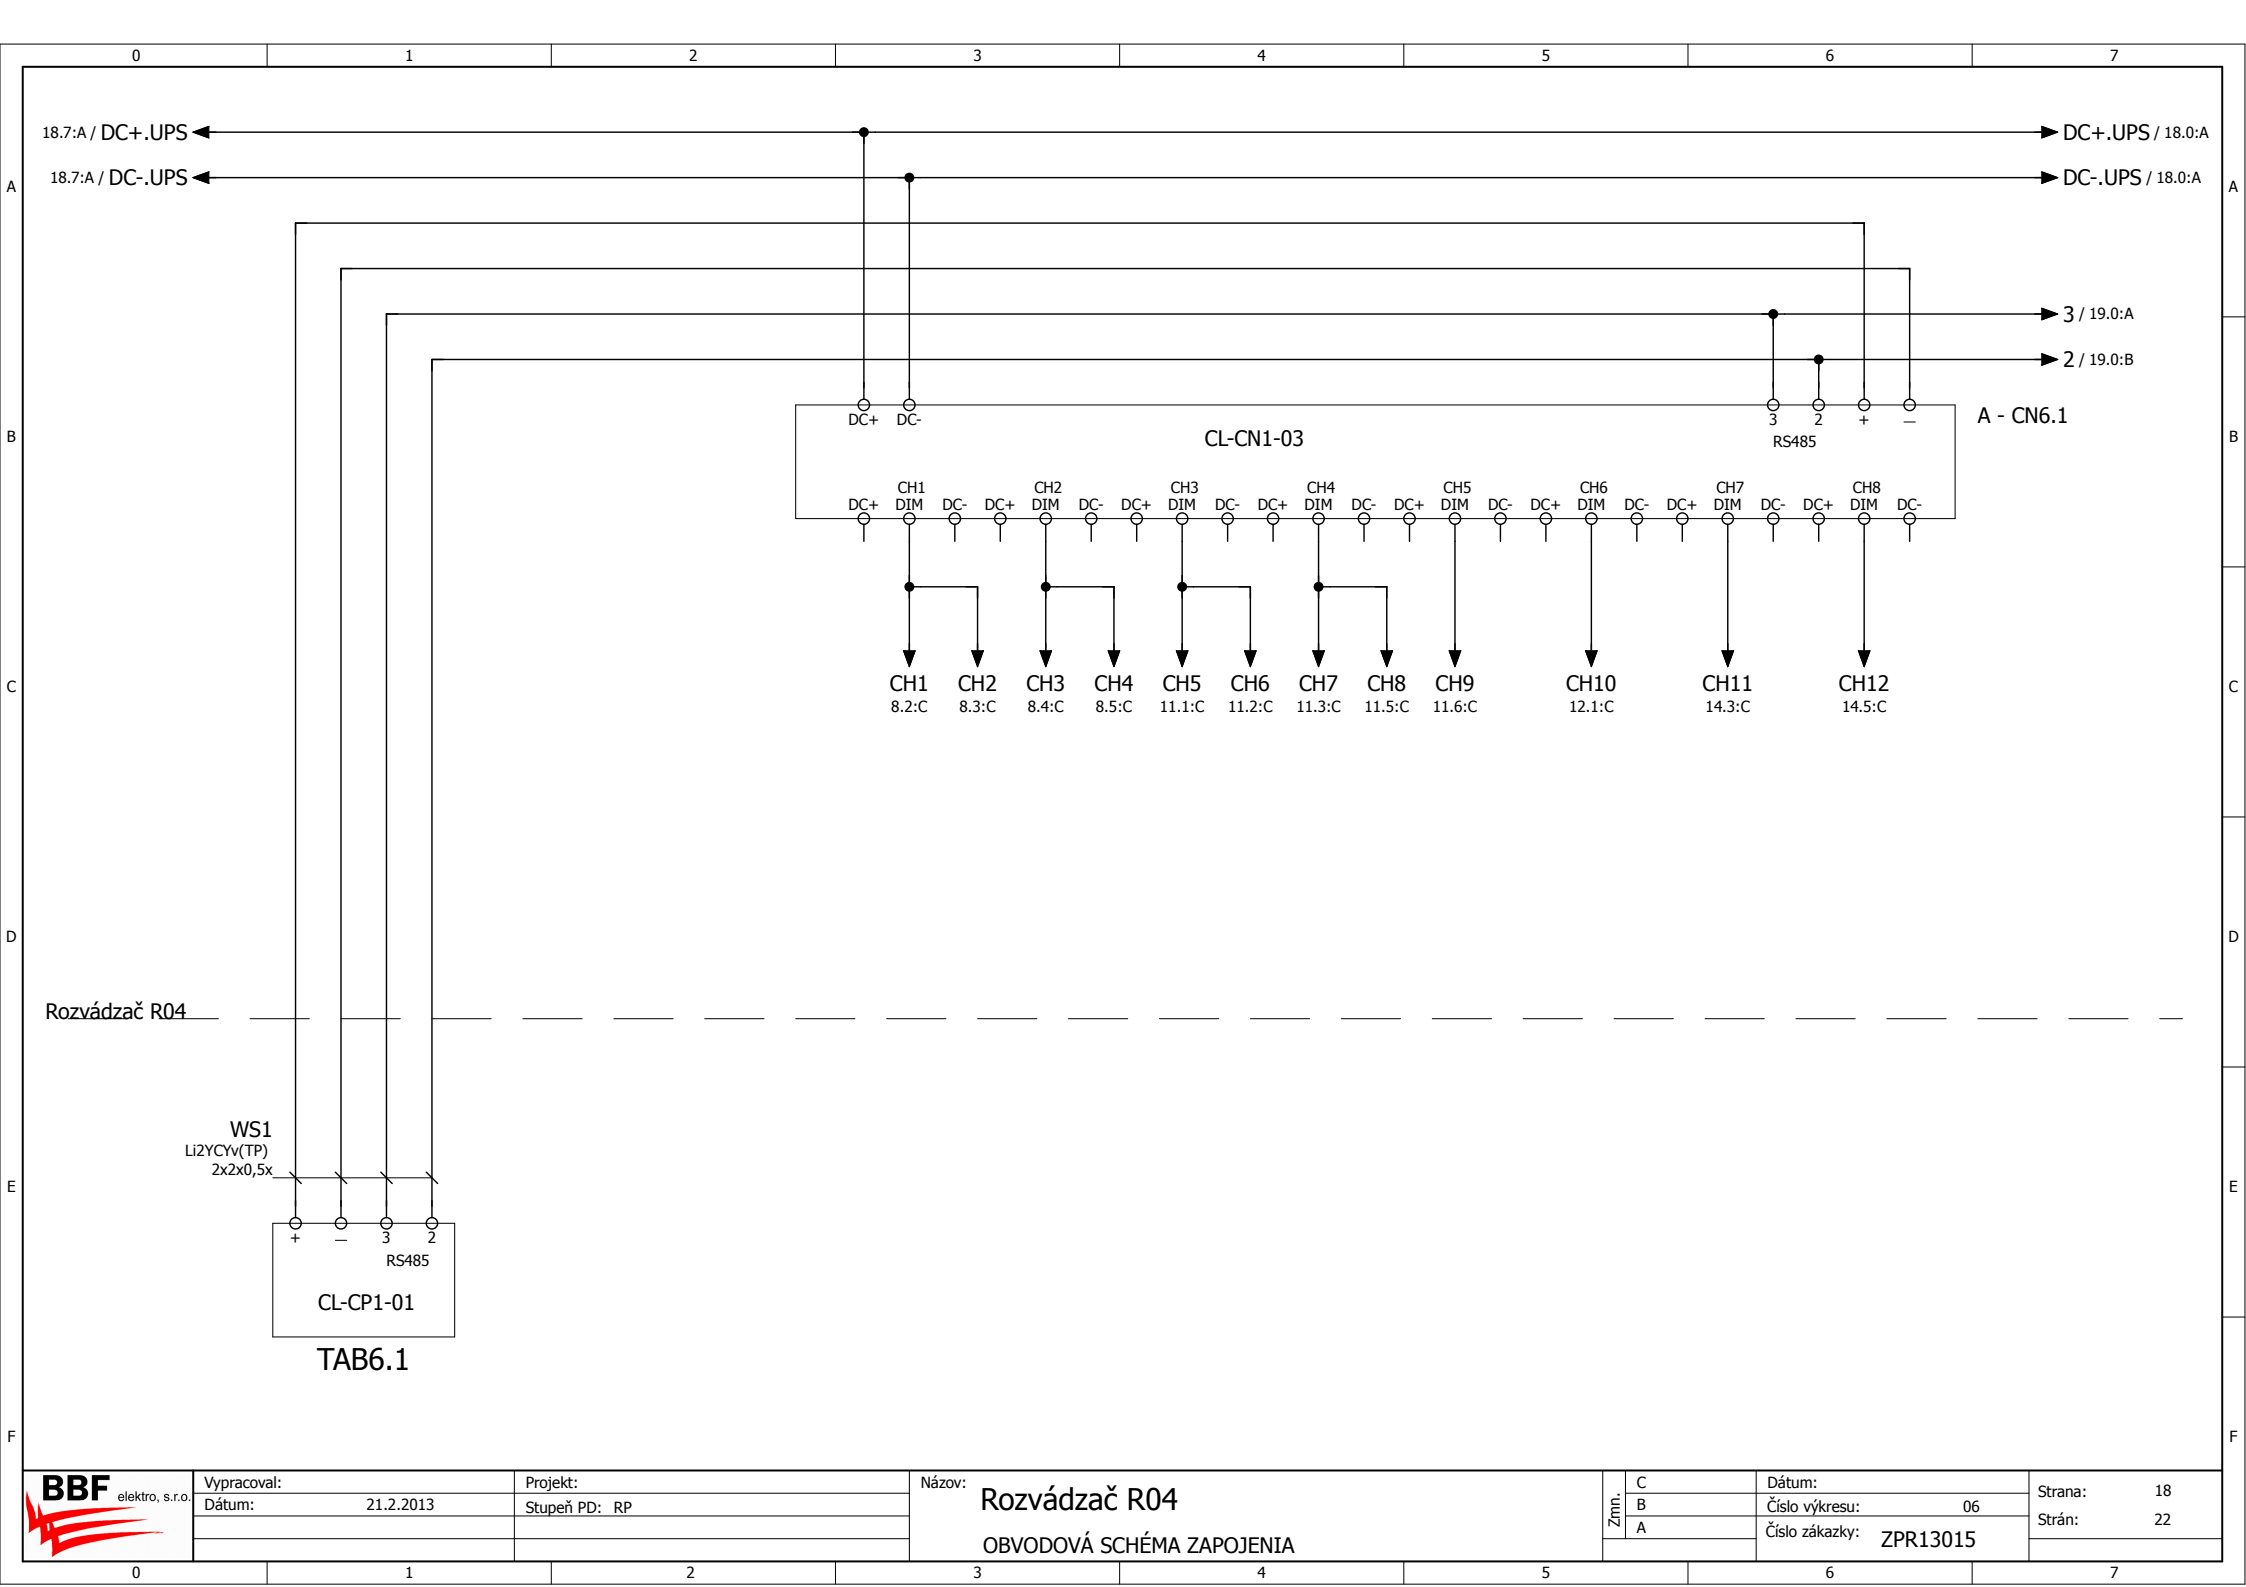 0 1 2 3 4 5 6 7
18.7:A / DC+.UPS DC+.UPS / 18.0:A
18.7:A / DC-.UPS DC-.UPS / 18.0:A
A A
3 / 19.0:A
2 / 19.0:B
DC+ DC- 3 2 + — A - CN6.1
B CL-CN1-03 RS485 B
CH1 CH2 CH3 CH4 CH5 CH6 CH7 CH8
DC+ DIM DC- DC+ DIM DC- DC+ DIM DC- DC+ DIM DC- DC+ DIM DC- DC+ DIM DC- DC+ DIM DC- DC+ DIM DC-
C CH1 CH2 CH3 CH4 CH5 CH6 CH7 CH8 CH9 CH10 CH11 CH12 C
8.2:C 8.3:C 8.4:C 8.5:C 11.1:C 11.2:C 11.3:C 11.5:C 11.6:C 12.1:C 14.3:C 14.5:C
D D
Rozvádzač R04
WS1
Li2YCYv(TP)
2x2x0,5x
E E
+ — 3 2
RS485
CL-CP1-01
TAB6.1
F F
BBF elektro, s.r.o.
Vypracoval:
Dátum: 21.2.2013
Projekt:
Stupeň PD: RP
Názov: Rozvádzač R04
OBVODOVÁ SCHÉMA ZAPOJENIA
Zmn.
C
B
A
Dátum:
Číslo výkresu: 06
Číslo zákazky: ZPR13015
Strana: 18
Strán: 22
0 1 2 3 4 5 6 7